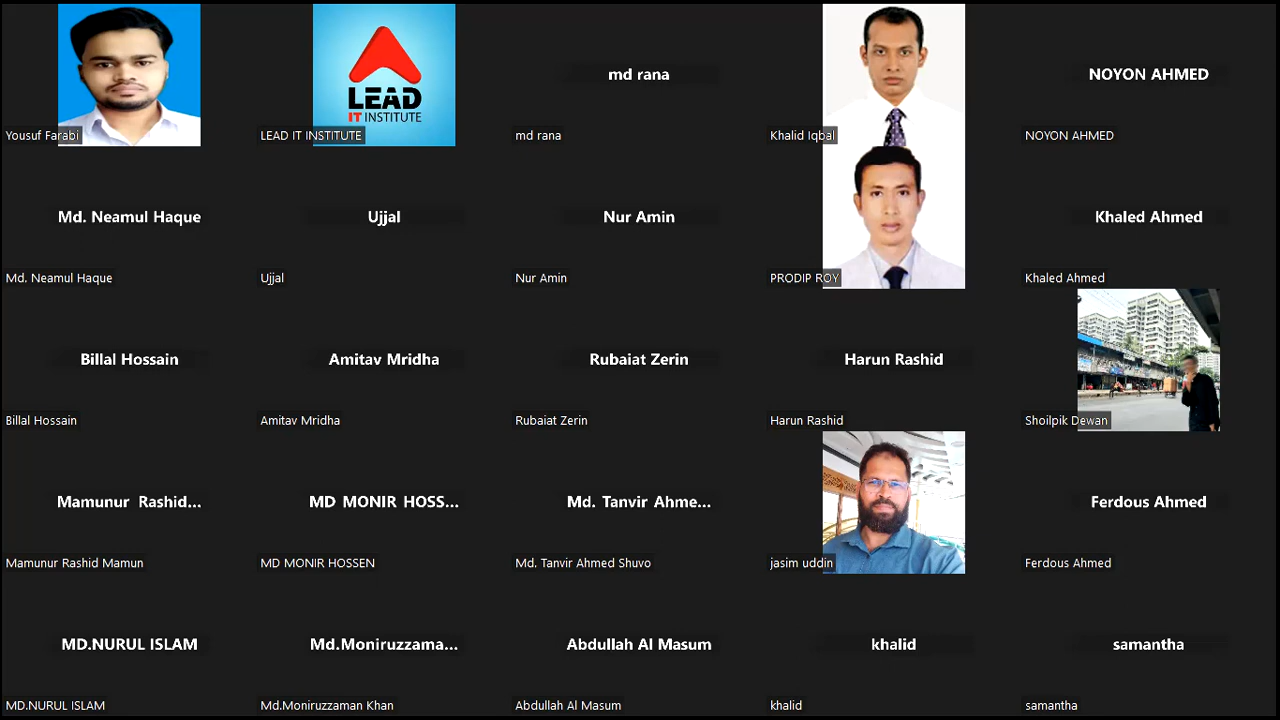 Yousuf Farabi
LEAD
IT INSTITUTE
LEAD IT INSTITUTE
md rana
md rana
Khalid Iqbal
NOYON AHMED
NOYON AHMED
Md. Neamul Haque
Md. Neamul Haque
Ujjal
Ujjal
Nur Amin
Nur Amin
PRODIP ROY
Khaled Ahmed
Khaled Ahmed
Billal Hossain
Billal Hossain
Amitav Mridha
Amitav Mridha
Rubaiat Zerin
Rubaiat Zerin
Harun Rashid
Harun Rashid
Shoilpik Dewan
Mamunur Rashid...
Mamunur Rashid Mamun
MD MONIR HOSS...
MD MONIR HOSSEN
Md. Tanvir Ahme...
Md. Tanvir Ahmed Shuvo
jasim uddin
Ferdous Ahmed
Ferdous Ahmed
MD.NURUL ISLAM
MD.NURUL ISLAM
Md.Moniruzzama...
Md.Moniruzzaman Khan
Abdullah Al Masum
Abdullah Al Masum
khalid
khalid
samantha
samantha